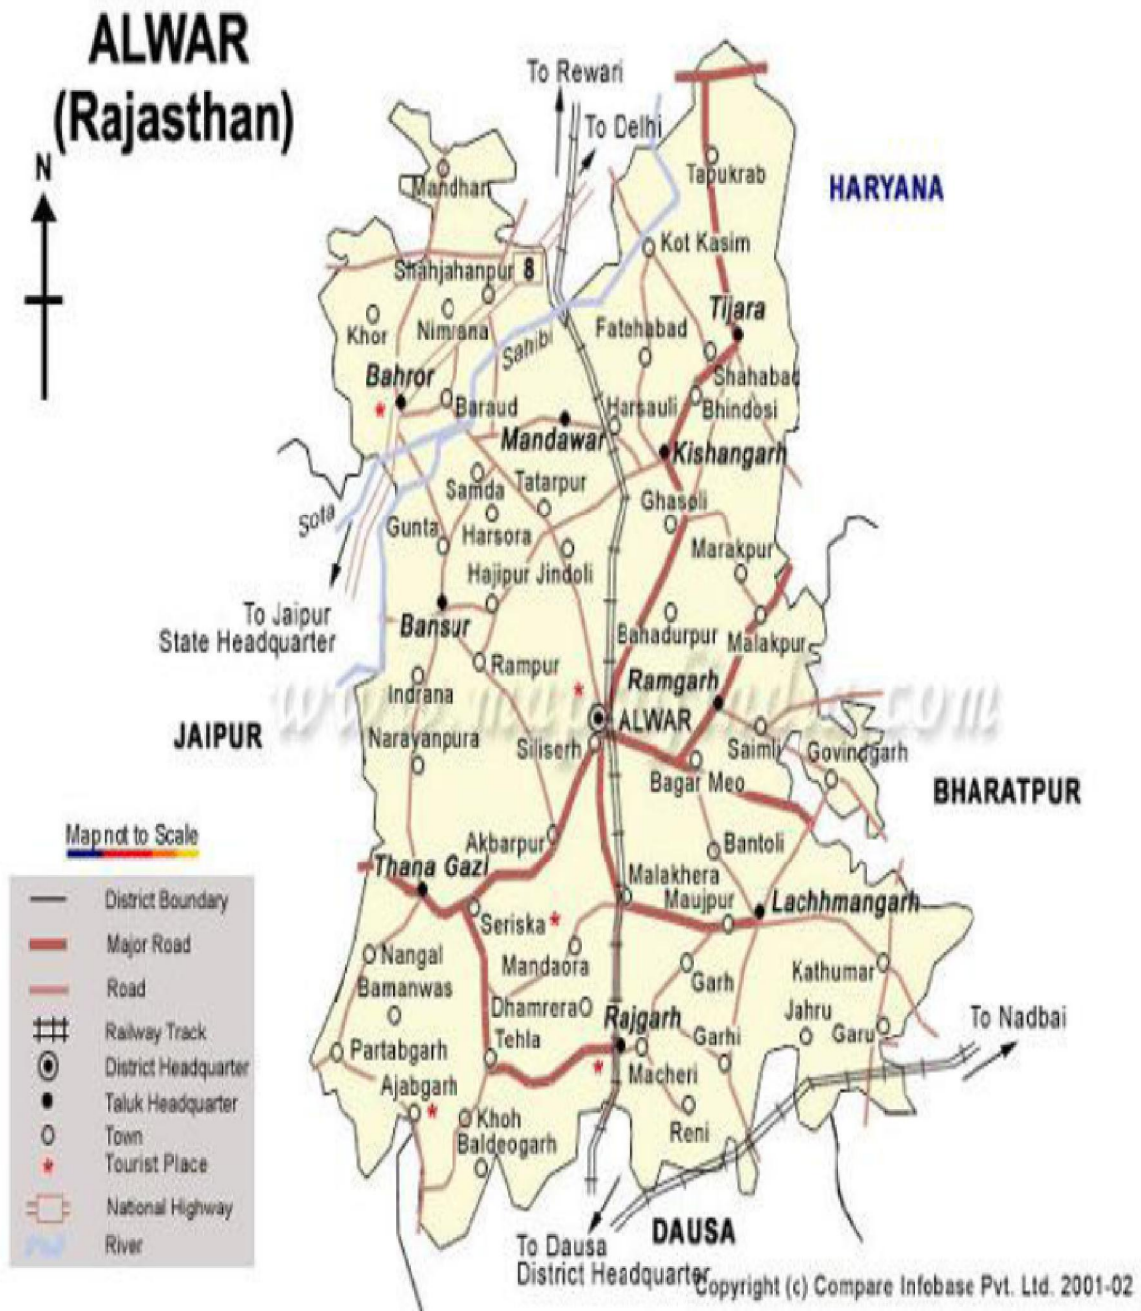 ALWAR
(Rajasthan)
N
To Rewari
To Delhi
HARYANA
Mandhan
Tapukrab
Kot Kasim
Shahjahanpur
8
Tijara
Khor
Nimrana
Sahibi
Fatehabad
Shahabad
Bahror
Baraud
Harsauli
Bhindosi
Mandawar
Kishangarh
Samda
Tatarpur
Ghasoli
Sota
Gunta
Harsora
Marakpur
Hajipur
Jindoli
To Jaipur
State Headquarter
Bansur
Bahadurpur
Malakpur
Rampur
Indrana
Ramgarh
www.mapsofindia.com
JAIPUR
ALWAR
Narayanpura
Siliserh
Saimli
Govindgarh
Bagar Meo
BHARATPUR
Map not to Scale
Akbarpur
Bantoli
Thana Gazi
Malakhera
Maujpur
Lachhmangarh
District Boundary
Major Road
Road
Railway Track
District Headquarter
Taluk Headquarter
Town
Tourist Place
National Highway
River
Seriska
Nangal
Mandaora
Garh
Kathumar
Bamanwas
Dhamrera
Rajgarh
Jahru
Garu
To Nadbai
Partabgarh
Tehla
Garhi
Macheri
Ajabgarh
Khoh
Reni
Baldeogarh
DAUSA
To Dausa
District Headquarter
Copyright (c) Compare Infobase Pvt. Ltd. 2001-02